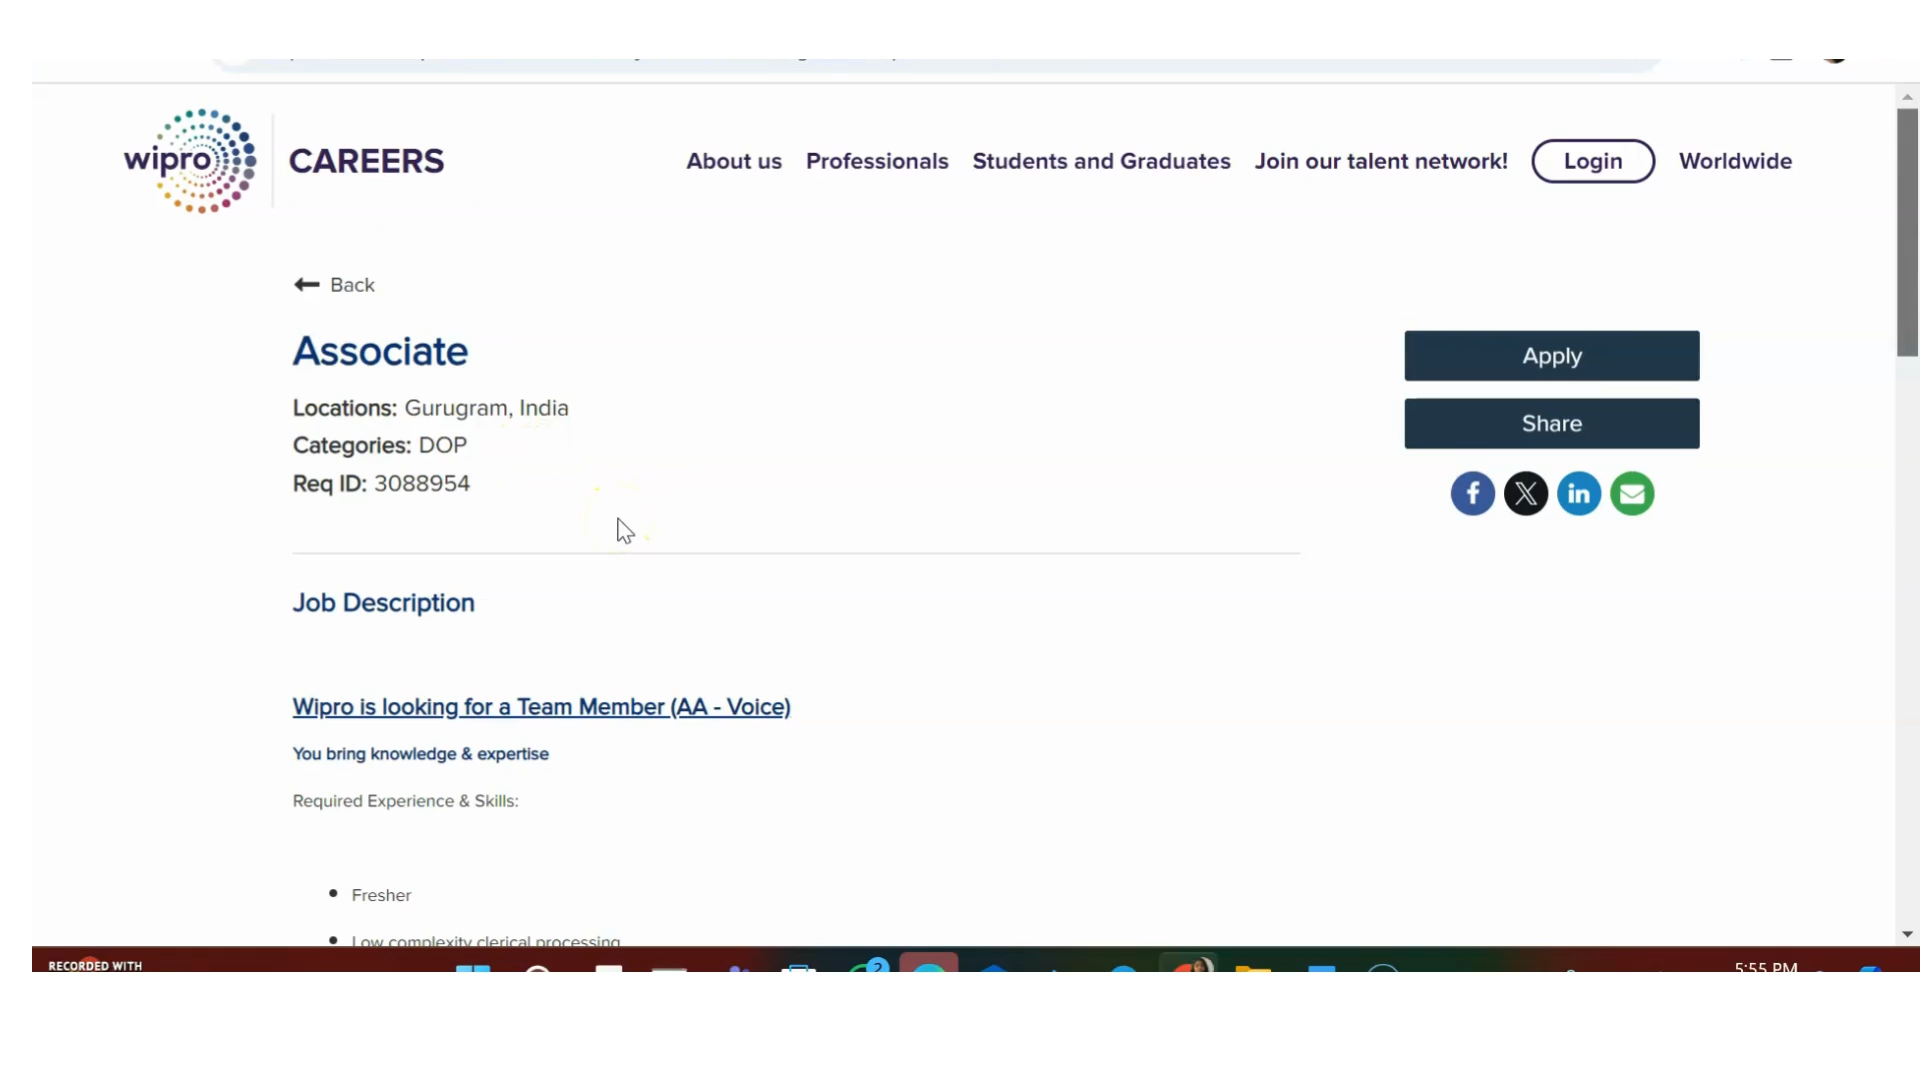 wipro
CAREERS
About us Professionals Students and Graduates Join our talent network! Login Worldwide
Back
Associate
Apply
Locations: Gurugram, India
Share
Categories: DOP
Req ID: 3088954
f X in
Job Description
Wipro is looking for a Team Member (AA - Voice)
You bring knowledge & expertise
Required Experience & Skills:
• Fresher
• Low complexity clerical processing
RECORDED WITH
2
5:55 PM